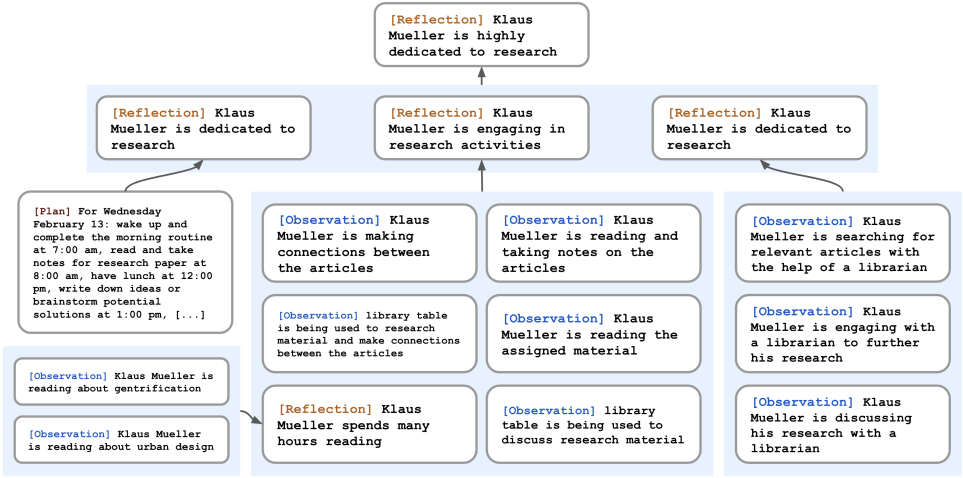 [Reflection] Klaus
Mueller is highly
dedicated to research
[Reflection] Klaus
Mueller is dedicated to
research
[Reflection] Klaus
Mueller is engaging in
research activities
[Reflection] Klaus
Mueller is dedicated to
research
[Plan] For Wednesday
February 13: wake up and
complete the morning routine
at 7:00 am, read and take
notes for research paper at
8:00 am, have lunch at 12:00
pm, write down ideas or
brainstorm potential
solutions at 1:00 pm, [...]
[Observation] Klaus Mueller is
reading about gentrification
[Observation] Klaus Mueller
is reading about urban design
[Observation] Klaus
Mueller is making
connections between
the articles
[Observation] Klaus
Mueller is reading and
taking notes on the
articles
[Observation] library table
is being used to research
material and make connections
between the articles
[Observation] Klaus
Mueller is reading the
assigned material
[Reflection] Klaus
Mueller spends many
hours reading
[Observation] library
table is being used to
discuss research material
[Observation] Klaus
Mueller is searching for
relevant articles with
the help of a librarian
[Observation] Klaus
Mueller is engaging with
a librarian to further
his research
[Observation] Klaus
Mueller is discussing
his research with a
librarian